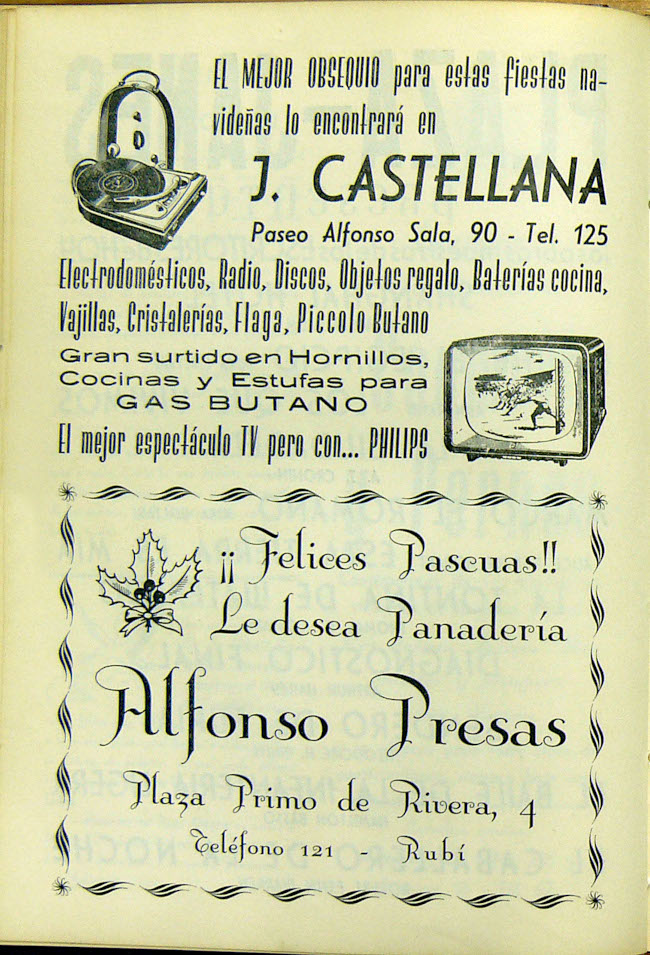 EL MEJOR OBSEQUIO para estas fiestas na-
videñas lo encontrará en
J. CASTELLANA
Paseo Alfonso Sala, 90 - Tel. 125
Electrodomésticos, Radio, Discos, Objetos regalo, Baterías cocina,
Vajillas, Cristalerías, Flaga, Piccolo Butano
Gran surtido en Hornillos,
Cocinas y Estufas para
GAS BUTANO
El mejor espectáculo TV pero con... PHILIPS
¡¡Felices Pascuas!!
Le desea Panadería
Alfonso Presas
Plaza Primo de Rivera, 4
Teléfono 121 - Rubí